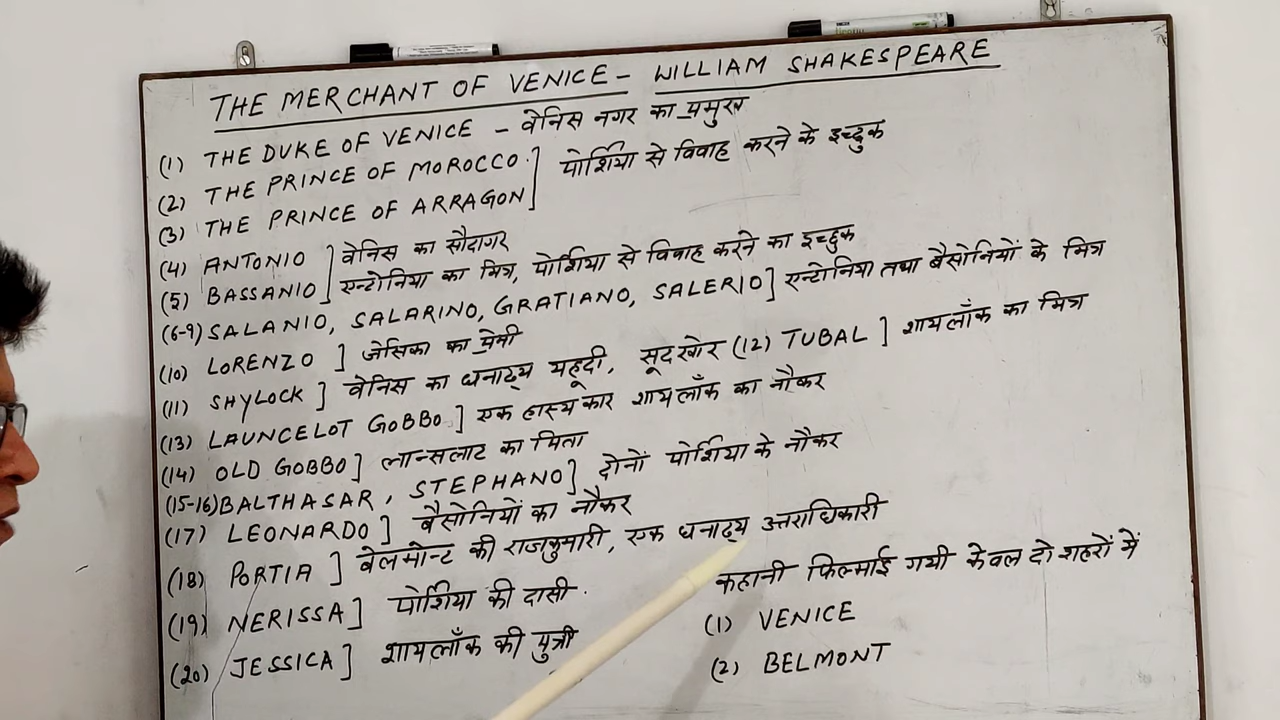 THE MERCHANT OF VENICE - WILLIAM SHAKESPEARE
(1) THE DUKE OF VENICE - वेनिस नगर का प्रमुख
(2) THE PRINCE OF MOROCCO ] पोर्शिया से विवाह करने के इच्छुक
(3) THE PRINCE OF ARRAGON
(4) ANTONIO ] वेनिस का सौदागर
(5) BASSANIO ] एन्टोनियो का मित्र, पोर्शिया से विवाह करने का इच्छुक
(6-9) SALANIO, SALARINO, GRATIANO, SALERIO ] एन्टोनियो तथा बैसोनियों के मित्र
(10) LORENZO ] जेसिका का प्रेमी
(11) SHYLOCK ] वेनिस का धनाढ्य यहूदी, सूदखोर (12) TUBAL ] शायलॉँक का मित्र
(13) LAUNCELOT GOBBO ] एक हास्यकार शायलॉँक का नौकर
(14) OLD GOBBO ] लान्सलाट का पिता
(15-16) BALTHASAR, STEPHANO ] दोनों पोर्शिया के नौकर
(17) LEONARDO ] बैसोनियों का नौकर
(18) PORTIA ] बेलमोन्ट की राजकुमारी, एक धनाढ्य उत्तराधिकारी
(19) NERISSA ] पोर्शिया की दासी.
(20) JESSICA ] शायलॉँक की पुत्री
कहानी फिल्माई गयी केवल दो शहरों में
(1) VENICE
(2) BELMONT